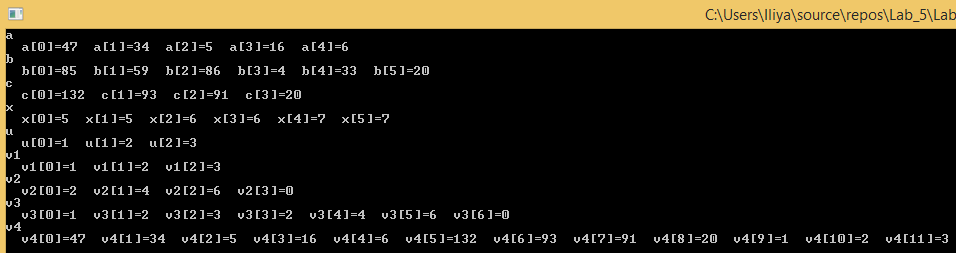 C:\Users\Iliya\source\repos\Lab_5\Lab
a
a[0]=47 a[1]=34 a[2]=5 a[3]=16 a[4]=6
b
b[0]=85 b[1]=59 b[2]=86 b[3]=4 b[4]=33 b[5]=20
c
c[0]=132 c[1]=93 c[2]=91 c[3]=20
x
x[0]=5 x[1]=5 x[2]=6 x[3]=6 x[4]=7 x[5]=7
u
u[0]=1 u[1]=2 u[2]=3
v1
v1[0]=1 v1[1]=2 v1[2]=3
v2
v2[0]=2 v2[1]=4 v2[2]=6 v2[3]=0
v3
v3[0]=1 v3[1]=2 v3[2]=3 v3[3]=2 v3[4]=4 v3[5]=6 v3[6]=0
v4
v4[0]=47 v4[1]=34 v4[2]=5 v4[3]=16 v4[4]=6 v4[5]=132 v4[6]=93 v4[7]=91 v4[8]=20 v4[9]=1 v4[10]=2 v4[11]=3